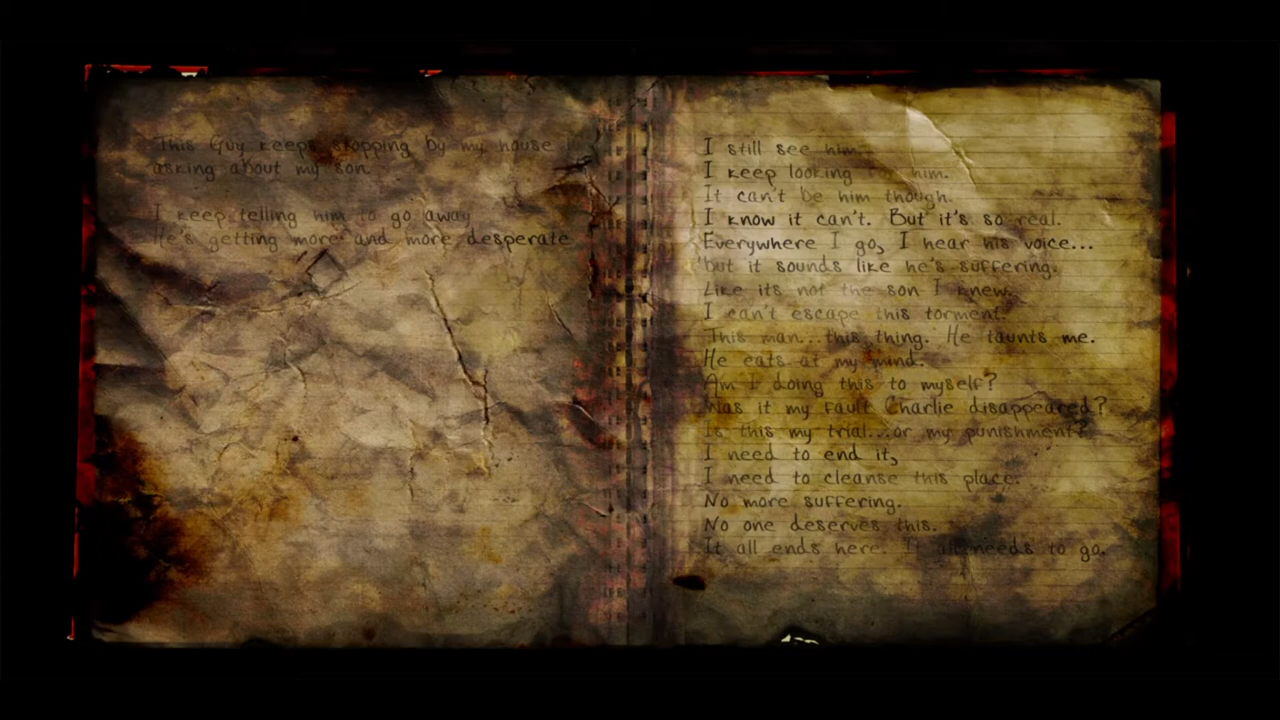 This Guy keeps stopping by my house
asking about my son.
I keep telling him to go away
He's getting more and more desperate
I still see him.
I keep looking for him.
It can't be him though.
I know it can't. But it's so real.
Everywhere I go, I hear his voice...
but it sounds like he's suffering.
Like its not the son I knew.
I can't escape this torment.
This man...this thing. He taunts me.
He eats at my mind.
Am I doing this to myself?
Was it my fault Charlie disappeared?
Is this my trial...or my punishment?
I need to end it,
I need to cleanse this place.
No more suffering.
No one deserves this.
It all ends here. It all needs to go.